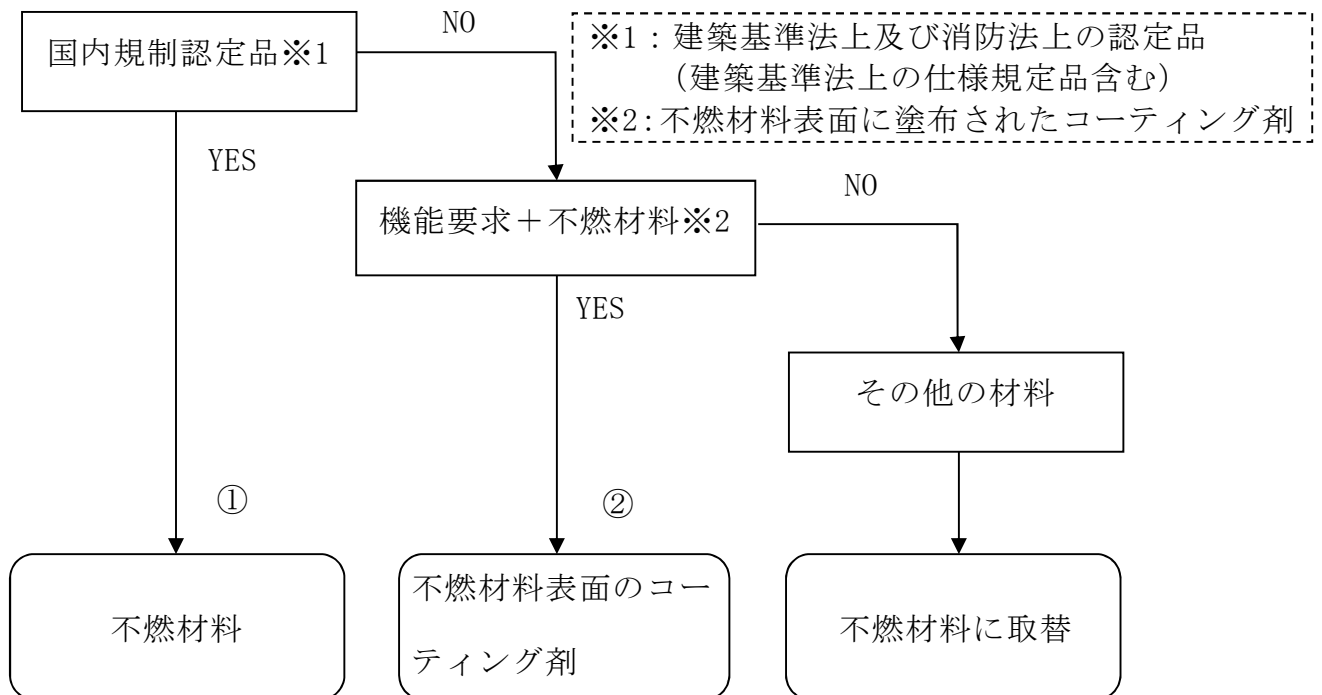 国内規制認定品※1
NO
※1：建築基準法上及び消防法上の認定品
（建築基準法上の仕様規定品含む）
※2：不燃材料表面に塗布されたコーティング剤
YES
機能要求＋不燃材料※2
NO
YES
その他の材料
①
②
不燃材料
不燃材料表面のコー
ティング剤
不燃材料に取替